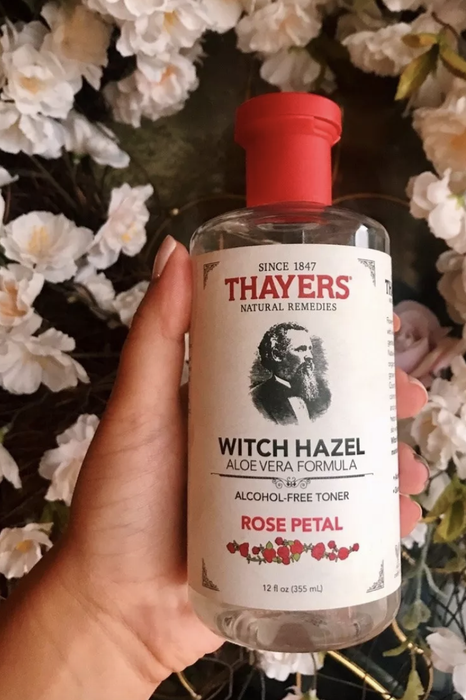 SINCE 1847
THAYERS
NATURAL REMEDIES
WITCH HAZEL
ALOE VERA FORMULA
ALCOHOL-FREE TONER
ROSE PETAL
12 fl oz (355 mL)